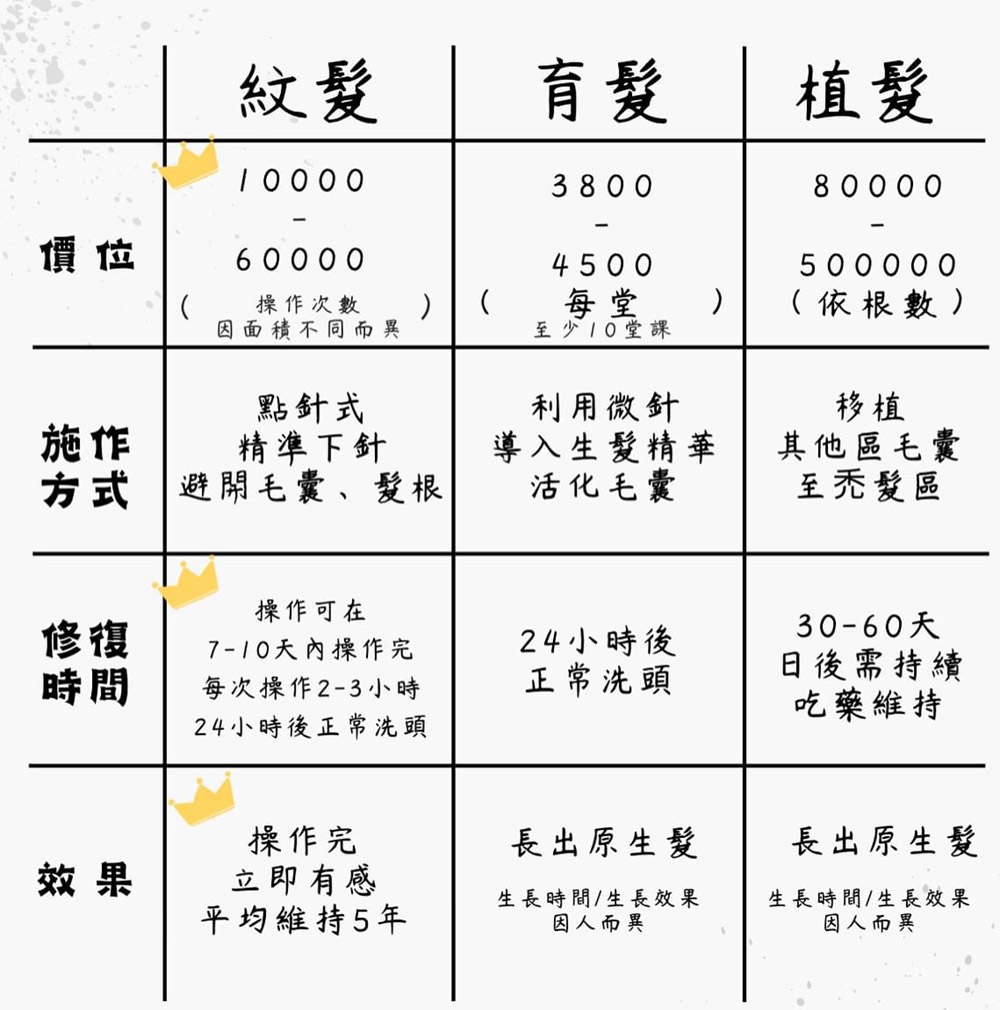 紋髮 育髮 植髮
價位
10000
-
60000
( 操作次數 )
因面積不同而異
3800
-
4500
( 每堂 )
至少10堂課
80000
-
500000
(依根數)
施作
方式
點針式
精準下針
避開毛囊、髮根
利用微針
導入生髮精華
活化毛囊
移植
其他區毛囊
至禿髮區
修復
時間
操作可在
7-10天內操作完
每次操作2-3小時
24小時後正常洗頭
24小時後
正常洗頭
30-60天
日後需持續
吃藥維持
效果
操作完
立即有感
平均維持5年
長出原生髮
生長時間/生長效果
因人而異
長出原生髮
生長時間/生長效果
因人而異